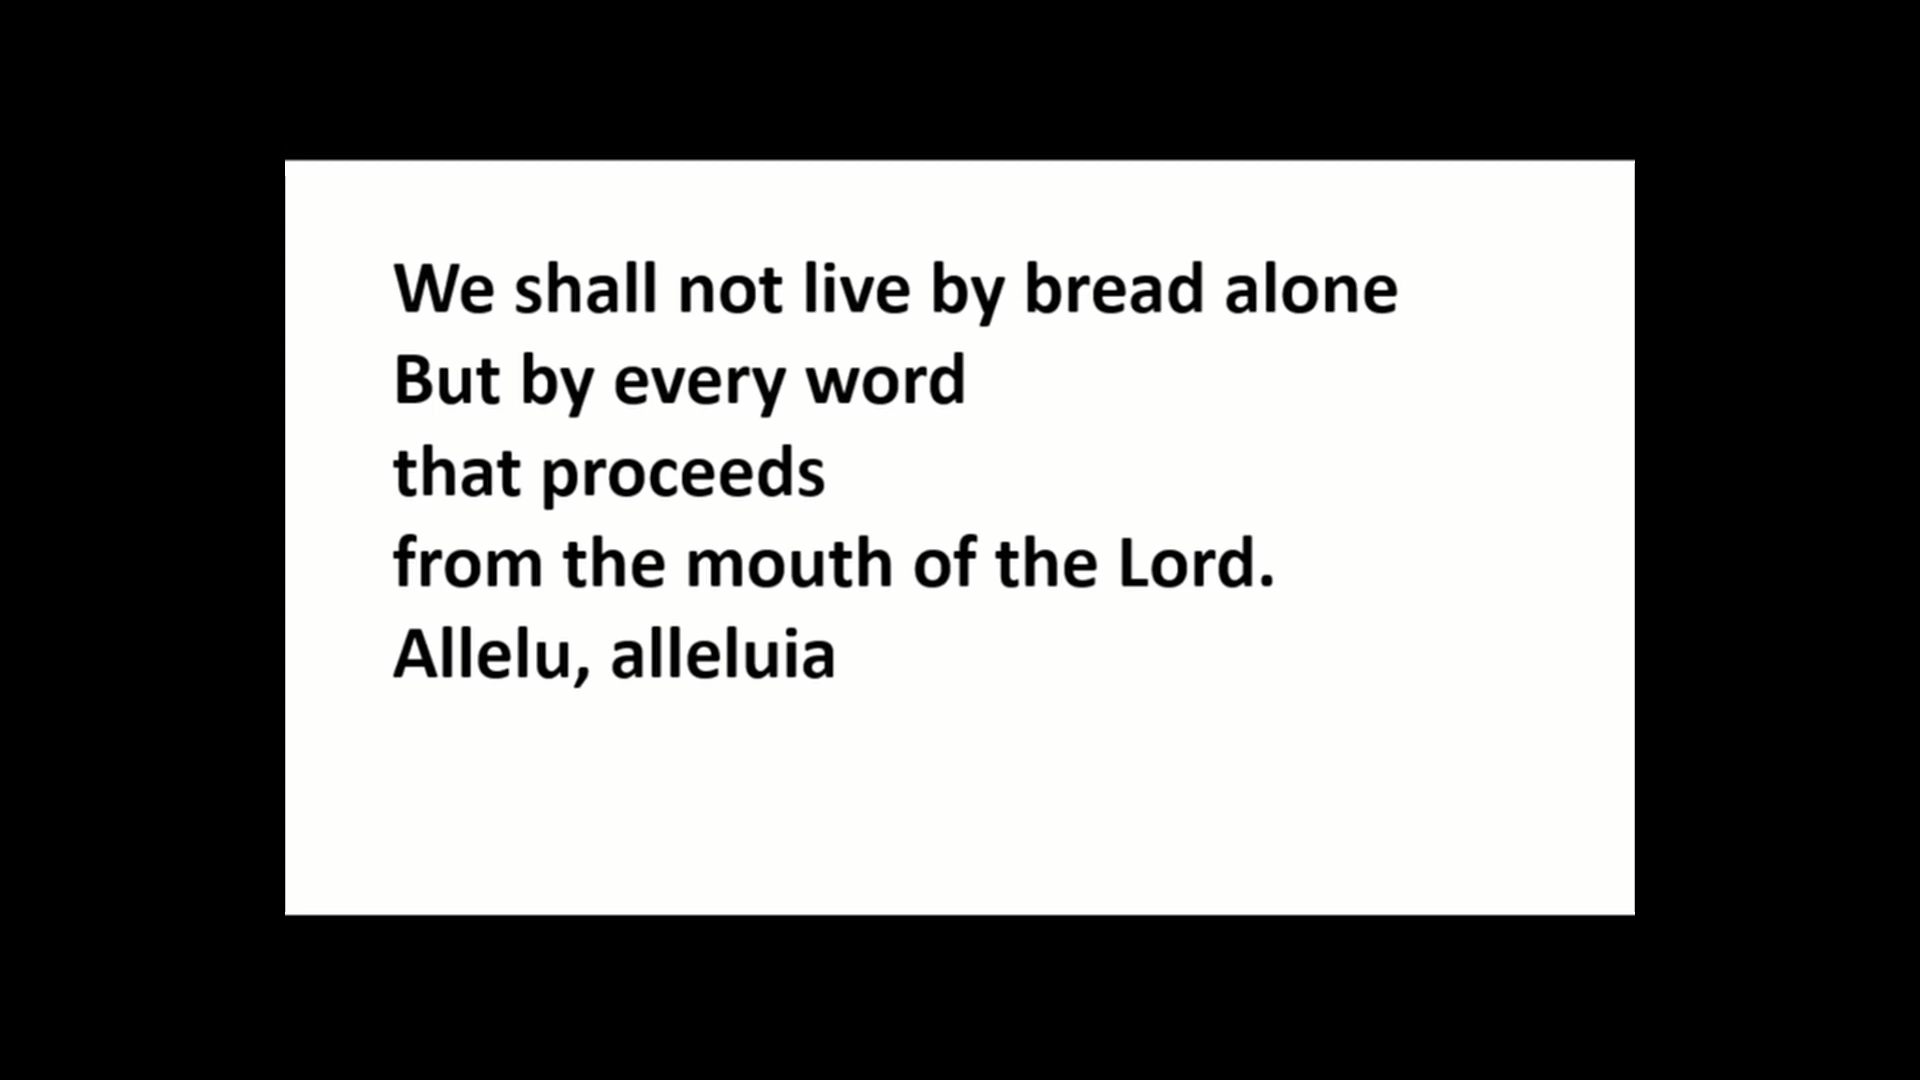 We shall not live by bread alone
But by every word
that proceeds
from the mouth of the Lord.
Allelu, alleluia